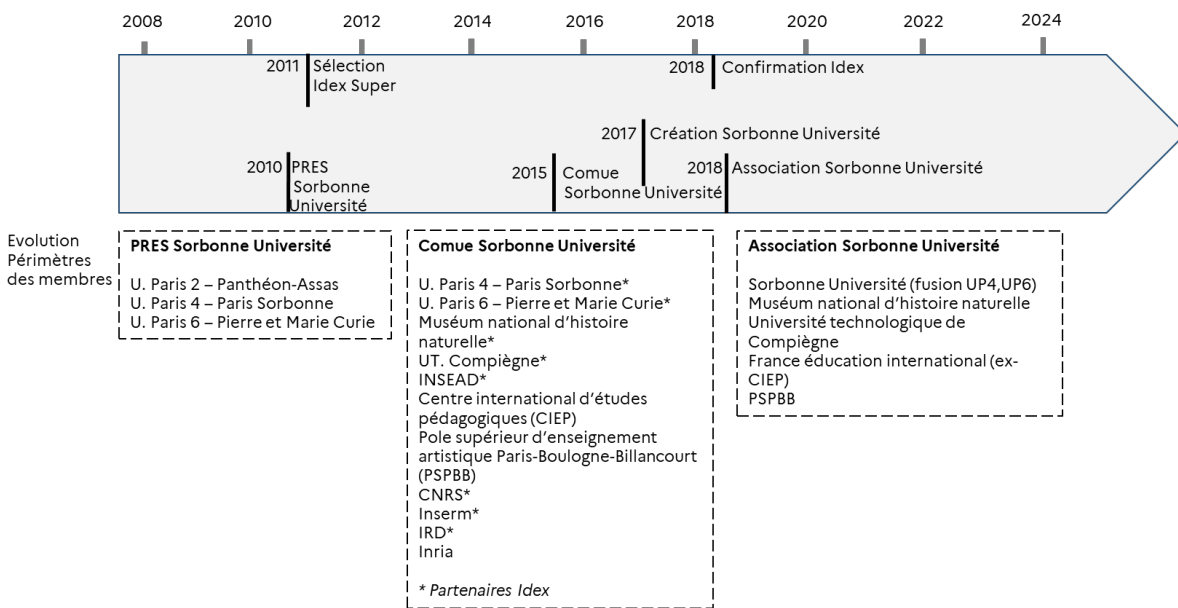 2008 2010 2012 2014 2016 2018 2020 2022 2024
2011 Sélection
Idex Super
2018 Confirmation Idex
2017 Création Sorbonne Université
2010 PRES
Sorbonne
Université
2015 Comue
Sorbonne Université
2018 Association Sorbonne Université
Evolution
Périmètres
des membres
PRES Sorbonne Université
U. Paris 2 – Panthéon-Assas
U. Paris 4 – Paris Sorbonne
U. Paris 6 – Pierre et Marie Curie
Comue Sorbonne Université
U. Paris 4 – Paris Sorbonne*
U. Paris 6 – Pierre et Marie Curie*
Muséum national d’histoire
naturelle*
UT. Compiègne*
INSEAD*
Centre international d’études
pédagogiques (CIEP)
Pole supérieur d’enseignement
artistique Paris-Boulogne-Billancourt
(PSPBB)
CNRS*
Inserm*
IRD*
Inria
* Partenaires Idex
Association Sorbonne Université
Sorbonne Université (fusion UP4,UP6)
Muséum national d’histoire naturelle
Université technologique de
Compiègne
France éducation international (ex-
CIEP)
PSPBB